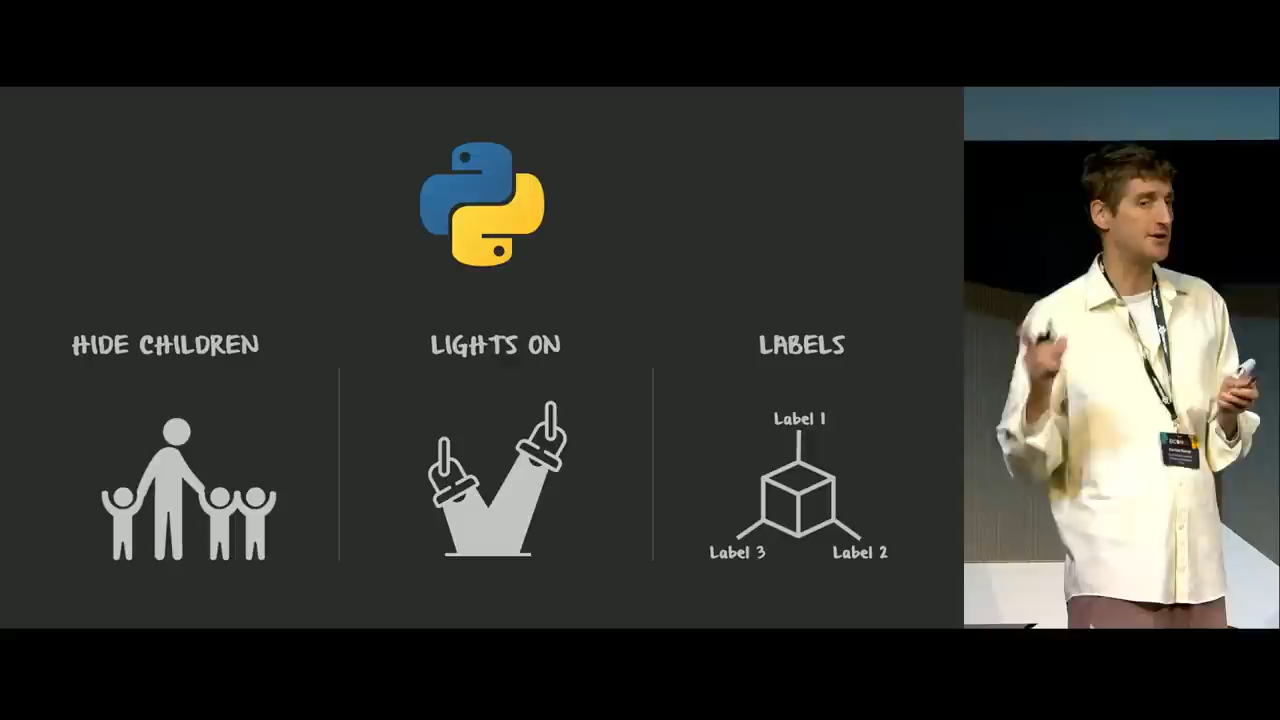 HIDE CHILDREN
LIGHTS ON
LABELS
Label 1
Label 3
Label 2